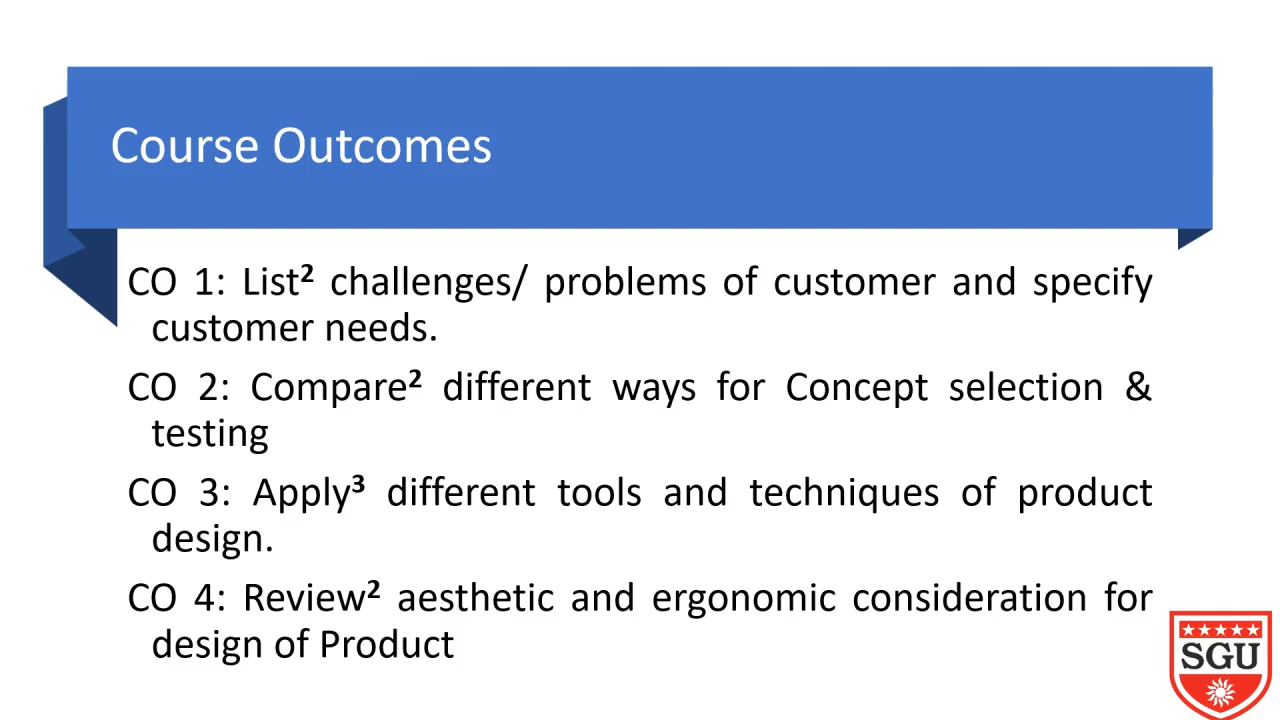 Course Outcomes
CO 1: List² challenges/ problems of customer and specify
customer needs.
CO 2: Compare² different ways for Concept selection &
testing
CO 3: Apply³ different tools and techniques of product
design.
CO 4: Review² aesthetic and ergonomic consideration for
design of Product
SGU